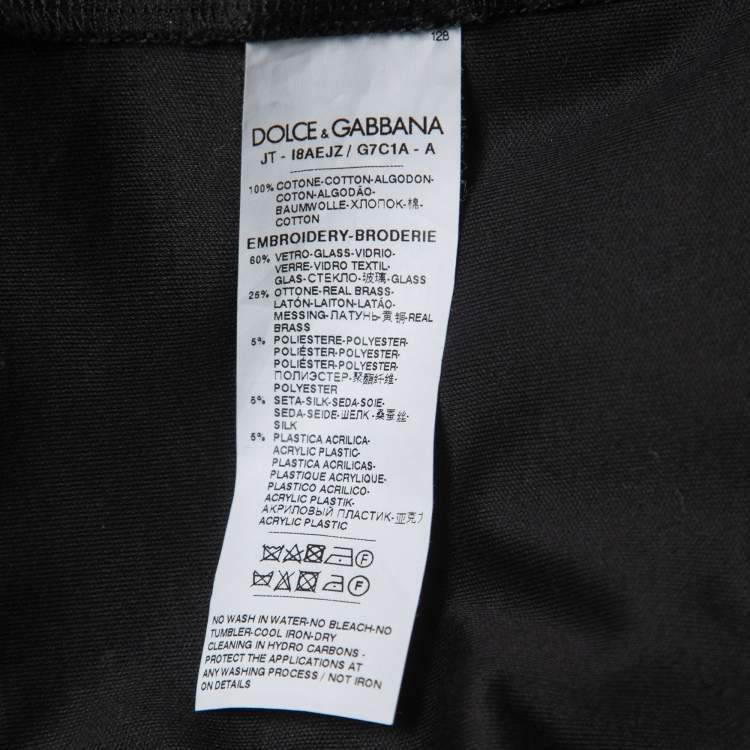 128
DOLCE & GABBANA
JT - I8AEJZ / G7C1A - A
100% COTONE-COTTON-ALGODON-
COTON-ALGODÃO-
BAUMWOLLE-ХЛОПОК-棉-
COTTON
EMBROIDERY-BRODERIE
60% VETRO-GLASS-VIDRIO-
VERRE-VIDRO TEXTIL-
GLAS-СТЕКЛО-玻璃-GLASS
25% OTTONE-REAL BRASS-
LATÓN-LAITON-LATÃO-
MESSING-ЛАТУНЬ-黄铜-REAL
BRASS
5% POLIESTERE-POLYESTER-
POLIÉSTER-POLYESTER-
POLIÉSTER-POLYESTER-
ПОЛИЭСТЕР-聚酯纤维-
POLYESTER
5% SETA-SILK-SEDA-SOIE-
SEDA-SEIDE-ШЕЛК-桑蚕丝-
SILK
5% PLASTICA ACRILICA-
ACRYLIC PLASTIC-
PLASTICA ACRILICAS-
PLASTIQUE ACRYLIQUE-
PLASTICO ACRILICO-
ACRYLIC PLASTIK-
АКРИЛОВЫЙ ПЛАСТИК-亚克力
ACRYLIC PLASTIC
F
F
NO WASH IN WATER-NO BLEACH-NO
TUMBLER-COOL IRON-DRY
CLEANING IN HYDRO CARBONS -
PROTECT THE APPLICATIONS AT
ANY WASHING PROCESS / NOT IRON
ON DETAILS